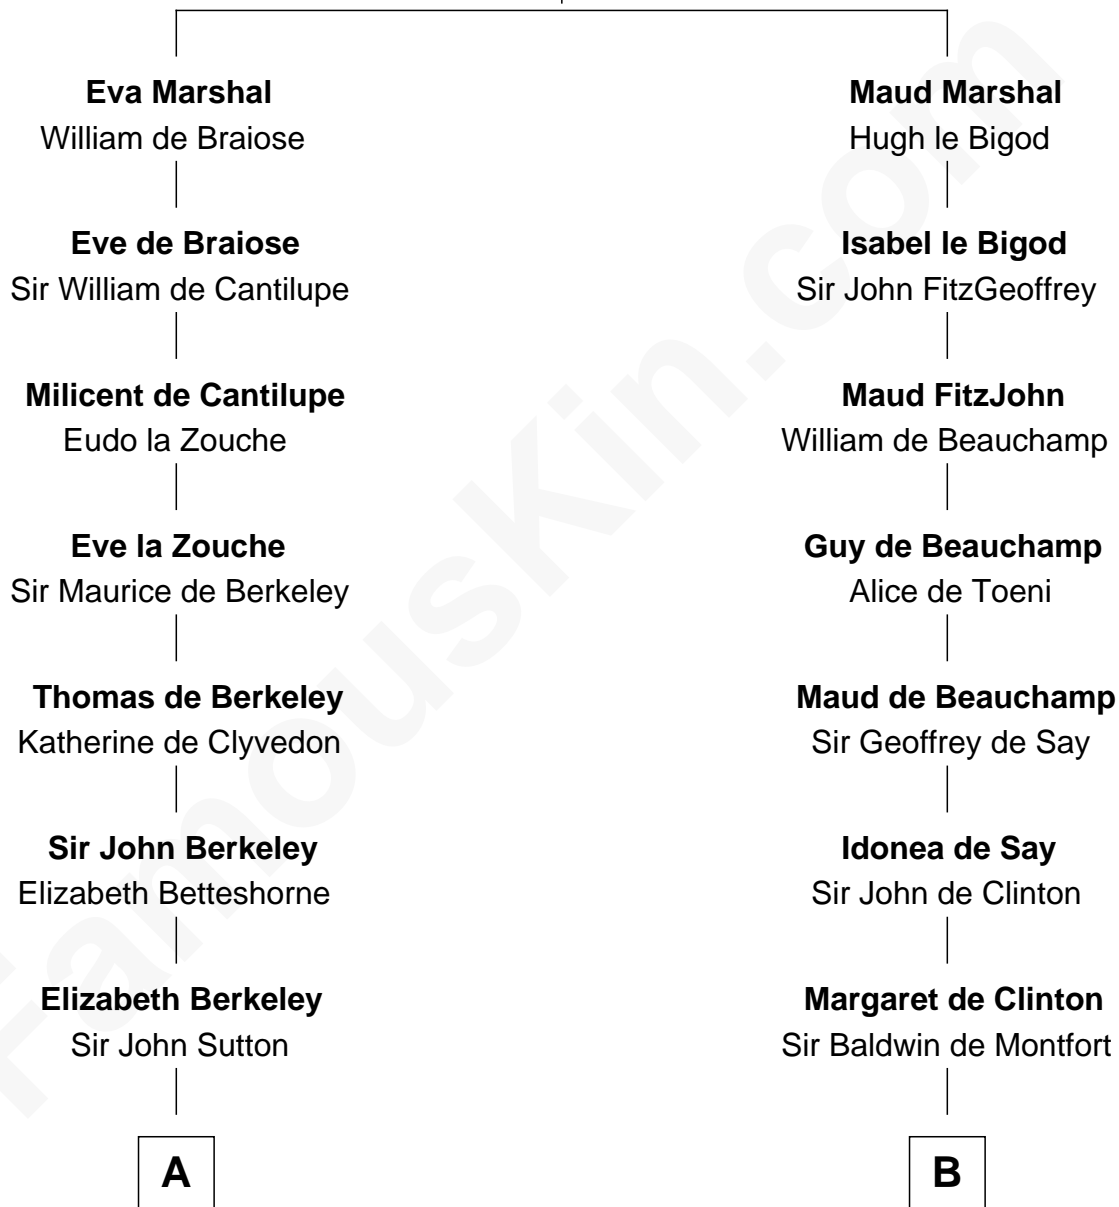 Eva Marshal
William de Braiose
Maud Marshal
Hugh le Bigod
Eve de Braiose
Sir William de Cantilupe
Isabel le Bigod
Sir John FitzGeoffrey
Milicent de Cantilupe
Eudo la Zouche
Maud FitzJohn
William de Beauchamp
Eve la Zouche
Sir Maurice de Berkeley
Guy de Beauchamp
Alice de Toeni
Thomas de Berkeley
Katherine de Clyvedon
Maud de Beauchamp
Sir Geoffrey de Say
Sir John Berkeley
Elizabeth Betteshorne
Idonea de Say
Sir John de Clinton
Elizabeth Berkeley
Sir John Sutton
Margaret de Clinton
Sir Baldwin de Montfort
A
B
FamousKin.com